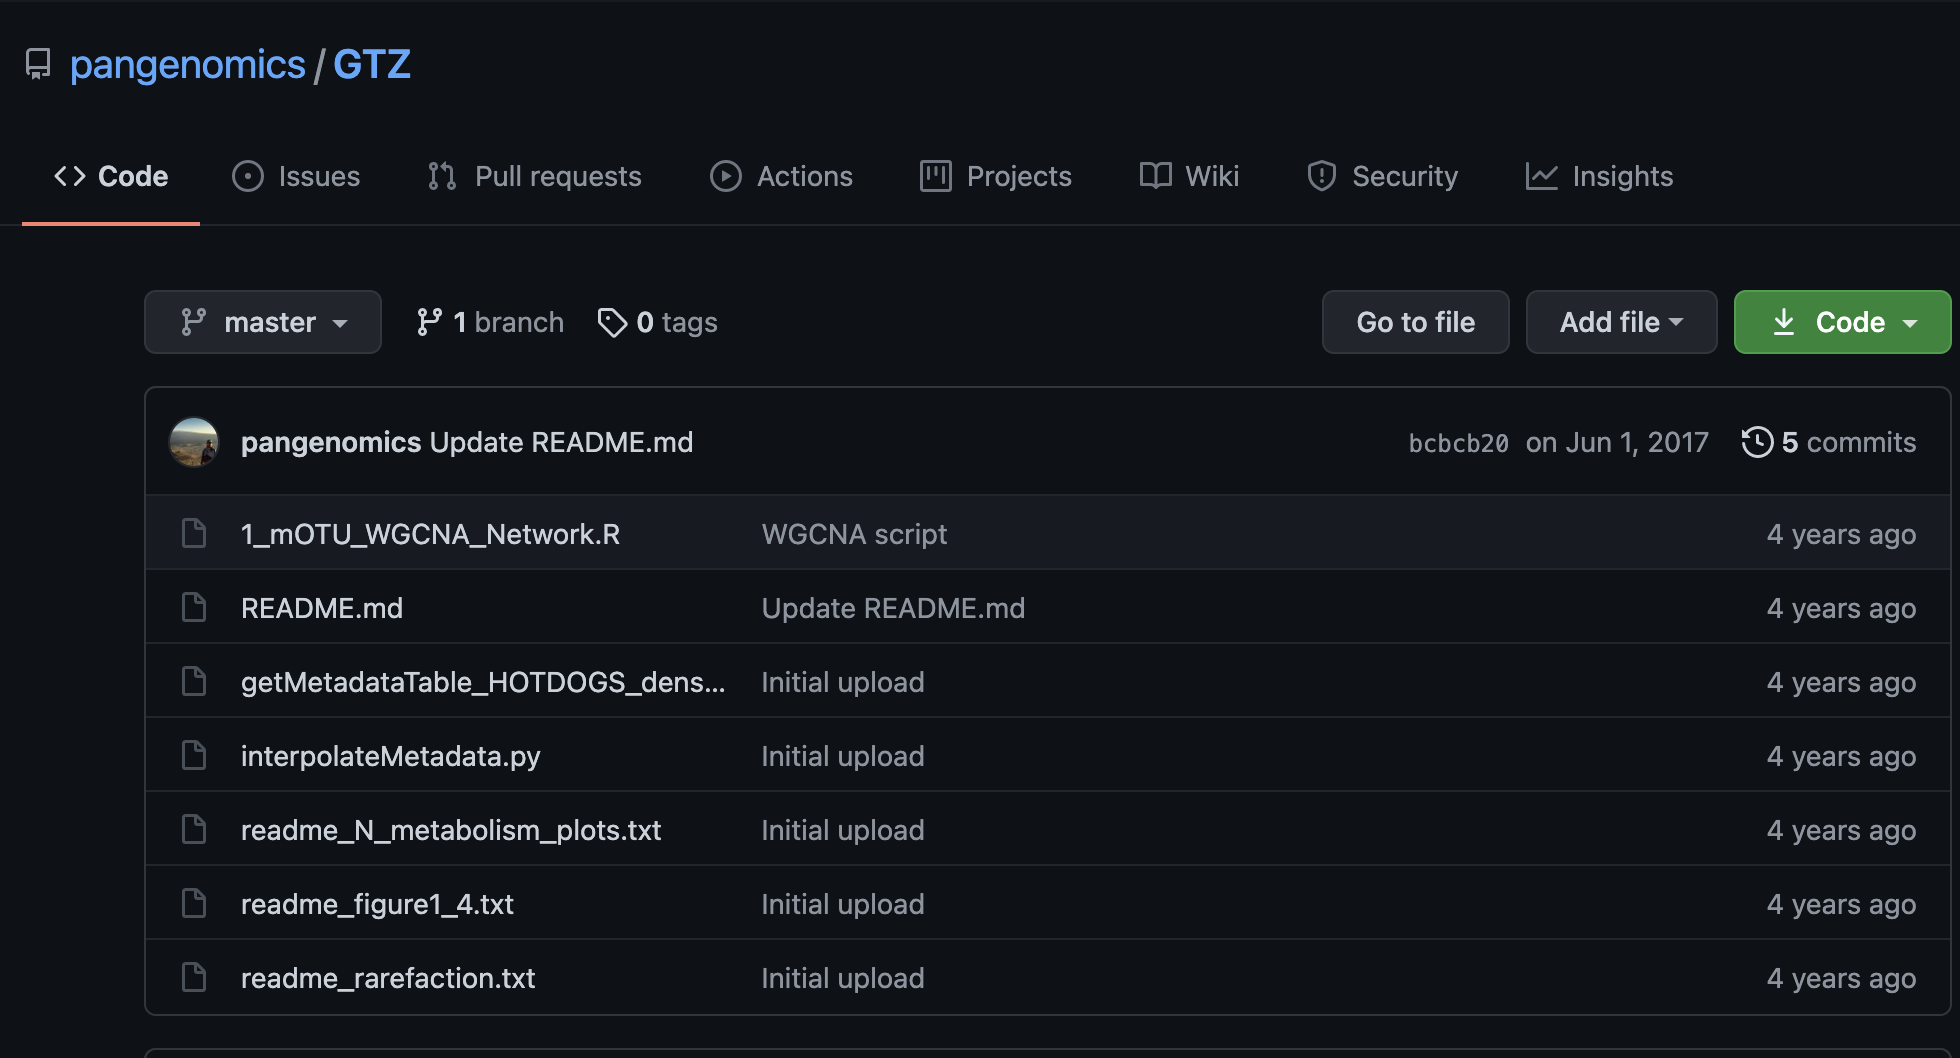 pangenomics / GTZ
Code Issues Pull requests Actions Projects Wiki Security Insights
master 1 branch 0 tags Go to file Add file Code
pangenomics Update README.md bcbcb20 on Jun 1, 2017 5 commits
1_mOTU_WGCNA_Network.R WGCNA script 4 years ago
README.md Update README.md 4 years ago
getMetadataTable_HOTDOGS_dens... Initial upload 4 years ago
interpolateMetadata.py Initial upload 4 years ago
readme_N_metabolism_plots.txt Initial upload 4 years ago
readme_figure1_4.txt Initial upload 4 years ago
readme_rarefaction.txt Initial upload 4 years ago